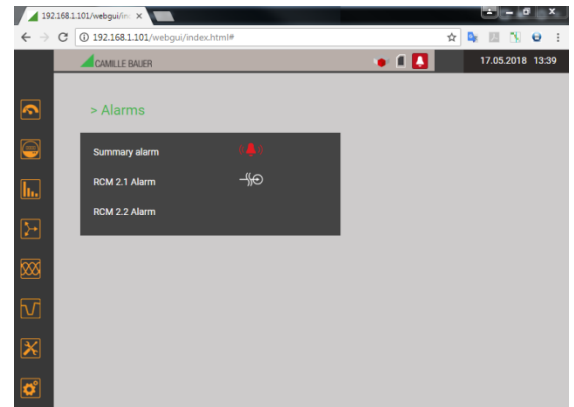 192.168.1.101/webgui/in
192.168.1.101/webgui/index.html#
CAMILLE BAUER
17.05.2018 13:39
> Alarms
Summary alarm
RCM 2.1 Alarm
RCM 2.2 Alarm